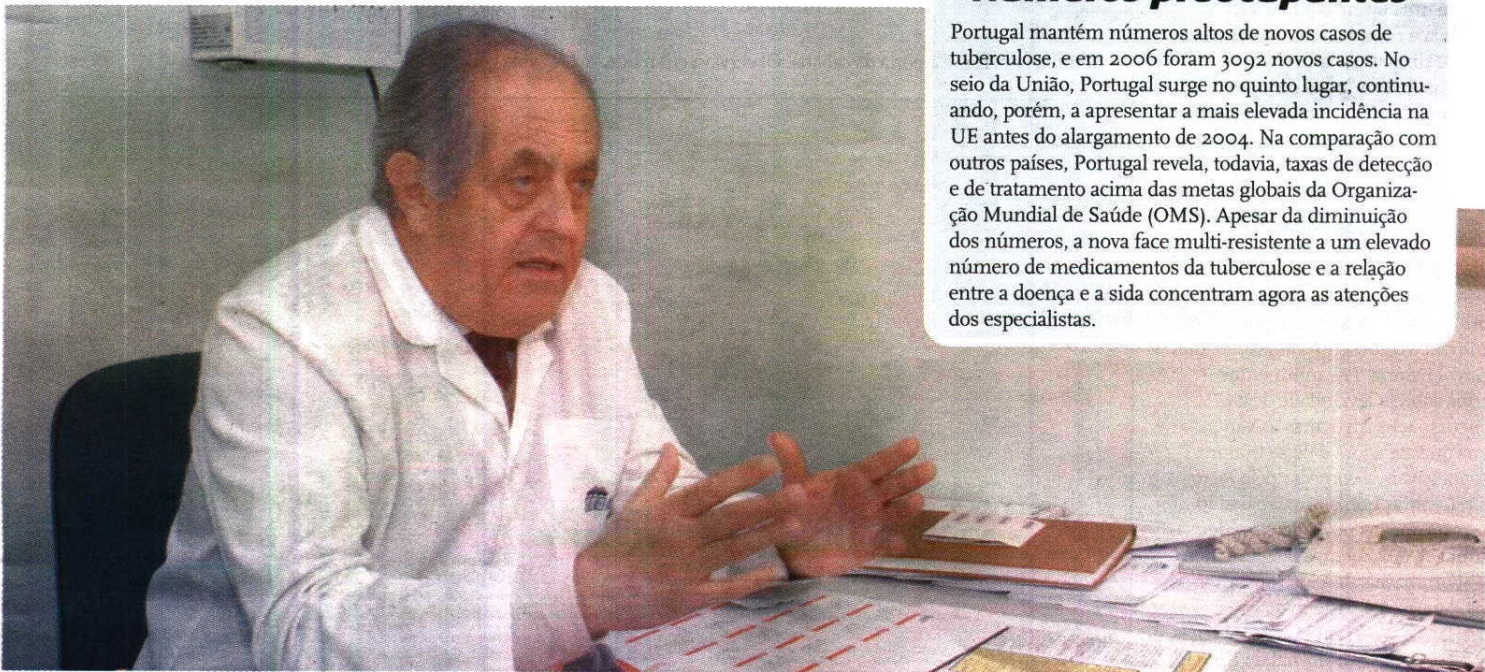 Números preocupantes
Portugal mantém números altos de novos casos de
tuberculose, e em 2006 foram 3092 novos casos. No
seio da União, Portugal surge no quinto lugar, continu-
ando, porém, a apresentar a mais elevada incidência na
UE antes do alargamento de 2004. Na comparação com
outros países, Portugal revela, todavia, taxas de detecção
e de tratamento acima das metas globais da Organiza-
ção Mundial de Saúde (OMS). Apesar da diminuição
dos números, a nova face multi-resistente a um elevado
número de medicamentos da tuberculose e a relação
entre a doença e a sida concentram agora as atenções
dos especialistas.